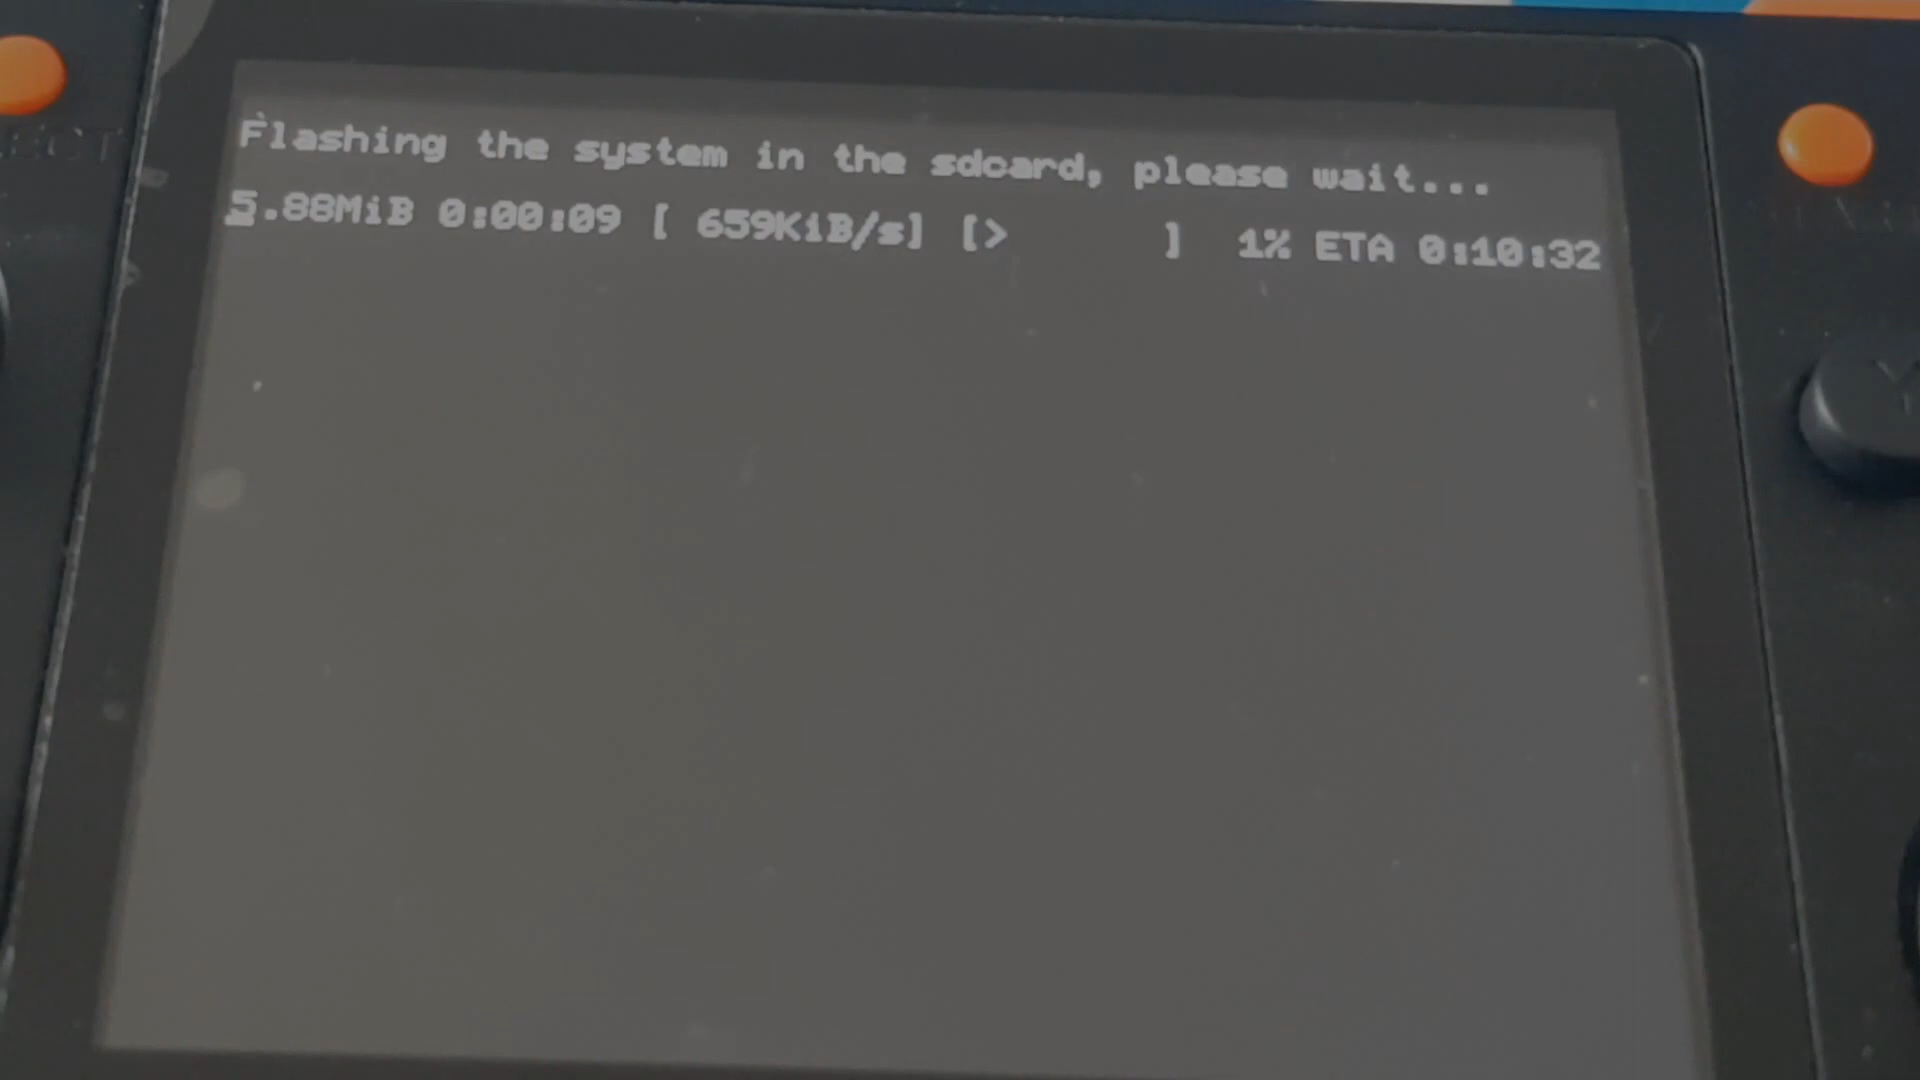 Flashing the system in the sdcard, please wait...
5.88MiB 0:00:09 [ 659KiB/s] [> ] 1% ETA 0:10:32
Y